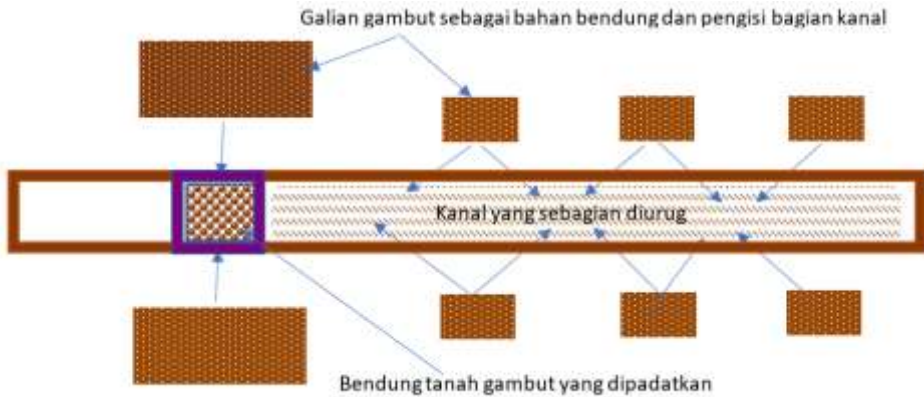 Galian gambut sebagai bahan bendung dan pengisi bagian kanal
Kanal yang sebagian diurug
Bendung tanah gambut yang dipadatkan